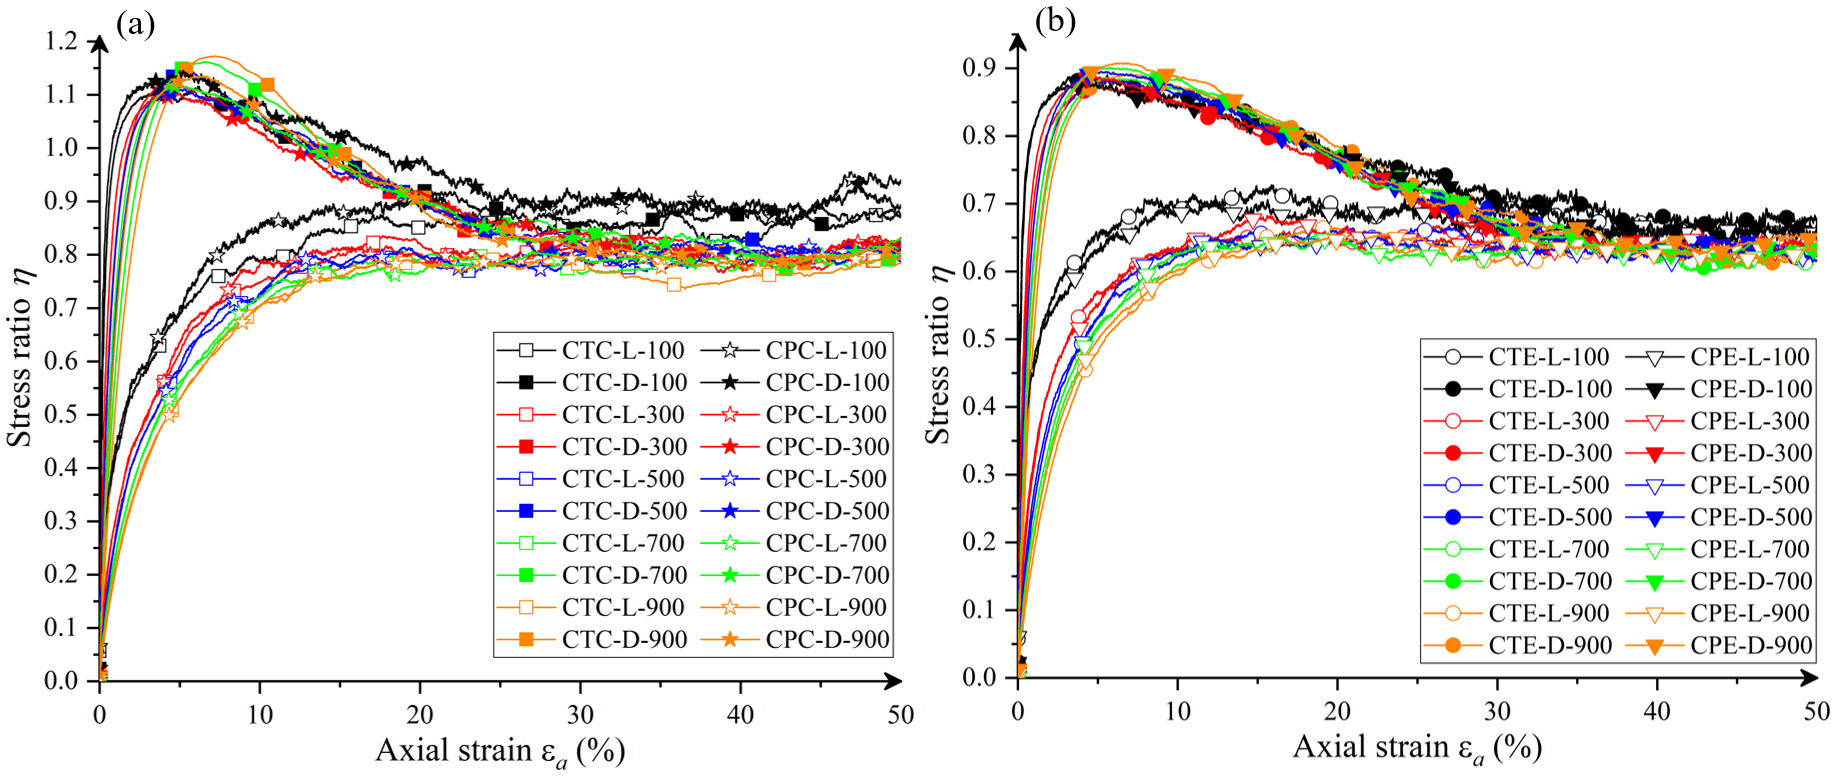 (a)
1.2
1.1
1.0
0.9
0.8
0.7
0.6
0.5
0.4
0.3
0.2
0.1
0.0
Stress ratio η
CTC-L-100 CPC-L-100
CTC-D-100 CPC-D-100
CTC-L-300 CPC-L-300
CTC-D-300 CPC-D-300
CTC-L-500 CPC-L-500
CTC-D-500 CPC-D-500
CTC-L-700 CPC-L-700
CTC-D-700 CPC-D-700
CTC-L-900 CPC-L-900
CTC-D-900 CPC-D-900
0 10 20 30 40 50
Axial strain εₐ (%)
(b)
0.9
0.8
0.7
0.6
0.5
0.4
0.3
0.2
0.1
0.0
Stress ratio η
CTE-L-100 CPE-L-100
CTE-D-100 CPE-D-100
CTE-L-300 CPE-L-300
CTE-D-300 CPE-D-300
CTE-L-500 CPE-L-500
CTE-D-500 CPE-D-500
CTE-L-700 CPE-L-700
CTE-D-700 CPE-D-700
CTE-L-900 CPE-L-900
CTE-D-900 CPE-D-900
0 10 20 30 40 50
Axial strain εₐ (%)